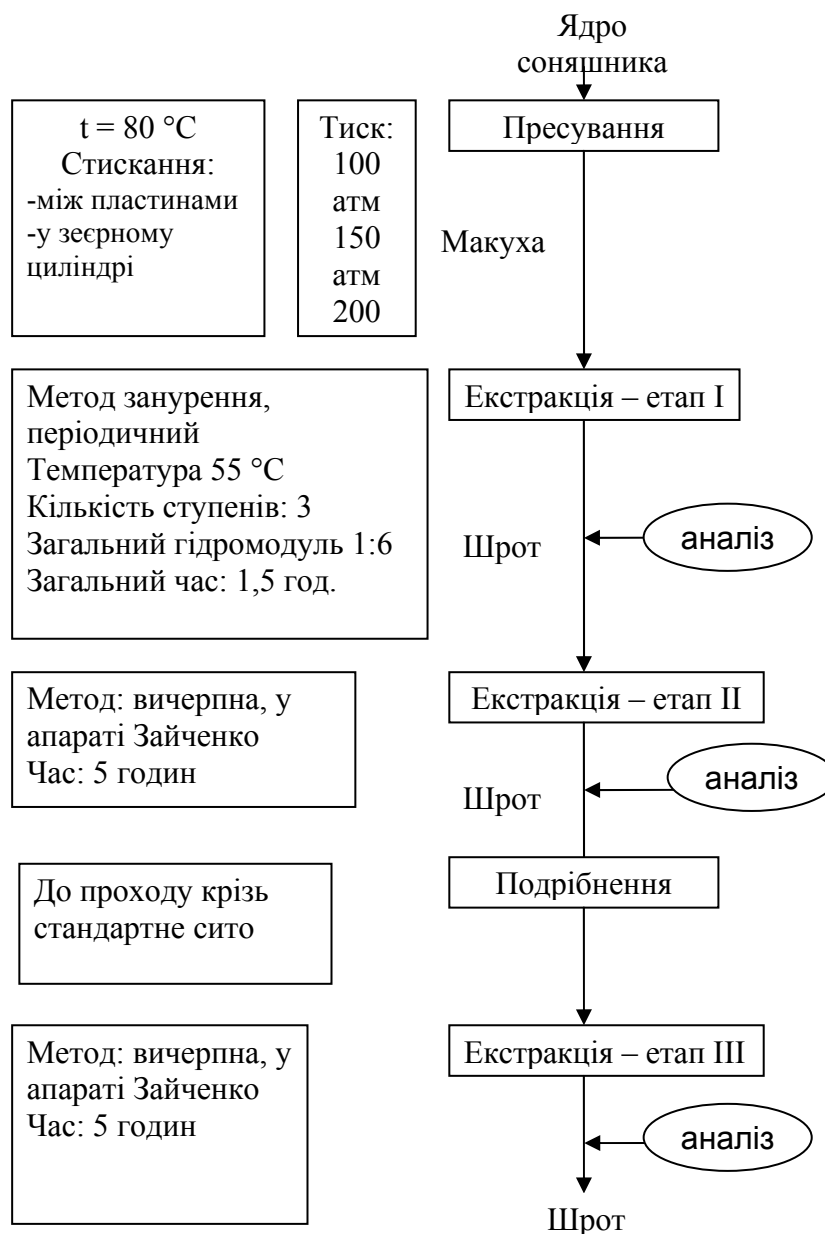 Ядро
соняшника
t = 80 °C
Стискання:
-між пластинами
-у зеєрному
циліндрі
Тиск:
100
атм
150
атм
200
Пресування
Макуха
Метод занурення,
періодичний
Температура 55 °C
Кількість ступенів: 3
Загальний гідромодуль 1:6
Загальний час: 1,5 год.
Екстракція – етап I
Шрот
аналіз
Метод: вичерпна, у
апараті Зайченко
Час: 5 годин
Екстракція – етап II
Шрот
аналіз
До проходу крізь
стандартне сито
Подрібнення
Метод: вичерпна, у
апараті Зайченко
Час: 5 годин
Екстракція – етап III
аналіз
Шрот